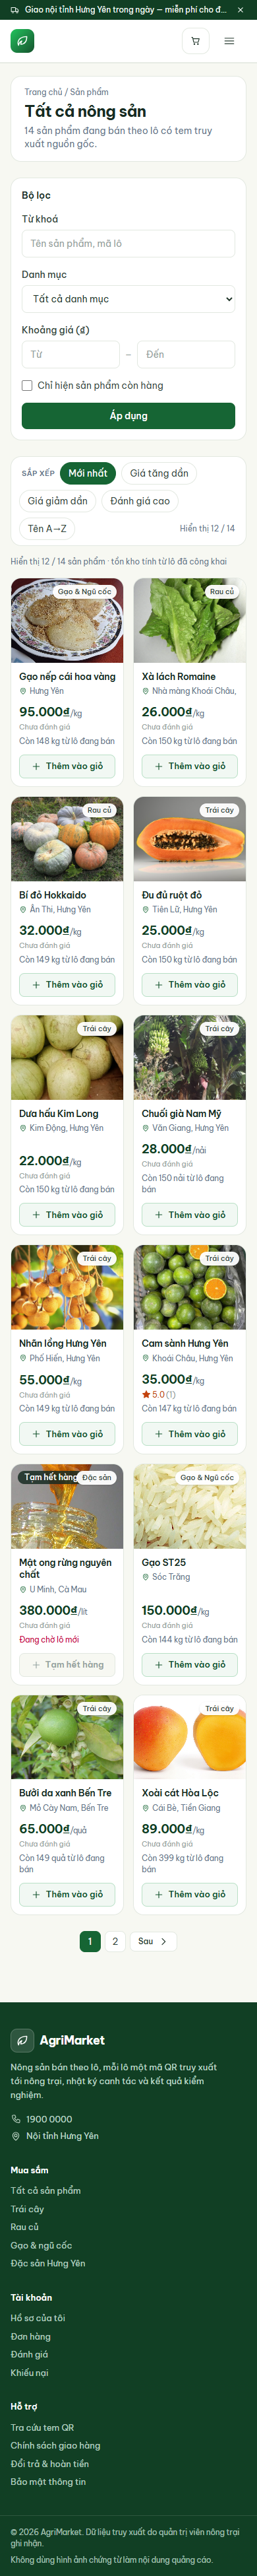 Giao nội tỉnh Hưng Yên trong ngày — miễn phí cho đ...
Trang chủ / Sản phẩm
Tất cả nông sản
14 sản phẩm đang bán theo lô có tem truy
xuất nguồn gốc.
Bộ lọc
Từ khoá
Tên sản phẩm, mã lô
Danh mục
Tất cả danh mục
Khoảng giá (₫)
Từ – Đến
Chỉ hiện sản phẩm còn hàng
Áp dụng
SẮP XẾP Mới nhất Giá tăng dần
Giá giảm dần Đánh giá cao
Tên A→Z Hiển thị 12 / 14
Hiển thị 12 / 14 sản phẩm · tồn kho tính từ lô đã công khai
Gạo & Ngũ cốc
Gạo nếp cái hoa vàng
Hưng Yên
95.000₫/kg
Chưa đánh giá
Còn 148 kg từ lô đang bán
Thêm vào giỏ
Rau củ
Xà lách Romaine
Nhà màng Khoái Châu,
26.000₫/kg
Chưa đánh giá
Còn 150 kg từ lô đang bán
Thêm vào giỏ
Rau củ
Bí đỏ Hokkaido
Ân Thi, Hưng Yên
32.000₫/kg
Chưa đánh giá
Còn 149 kg từ lô đang bán
Thêm vào giỏ
Trái cây
Đu đủ ruột đỏ
Tiên Lữ, Hưng Yên
25.000₫/kg
Chưa đánh giá
Còn 150 kg từ lô đang bán
Thêm vào giỏ
Trái cây
Dưa hấu Kim Long
Kim Động, Hưng Yên
22.000₫/kg
Chưa đánh giá
Còn 150 kg từ lô đang bán
Thêm vào giỏ
Trái cây
Chuối già Nam Mỹ
Văn Giang, Hưng Yên
28.000₫/nải
Chưa đánh giá
Còn 150 nải từ lô đang
bán
Thêm vào giỏ
Trái cây
Nhãn lồng Hưng Yên
Phố Hiến, Hưng Yên
55.000₫/kg
Chưa đánh giá
Còn 149 kg từ lô đang bán
Thêm vào giỏ
Trái cây
Cam sành Hưng Yên
Khoái Châu, Hưng Yên
35.000₫/kg
5.0 (1)
Còn 147 kg từ lô đang bán
Thêm vào giỏ
Tạm hết hàng Đặc sản
Mật ong rừng nguyên
chất
U Minh, Cà Mau
380.000₫/lít
Chưa đánh giá
Đang chờ lô mới
Tạm hết hàng
Gạo & Ngũ cốc
Gạo ST25
Sóc Trăng
150.000₫/kg
Chưa đánh giá
Còn 144 kg từ lô đang bán
Thêm vào giỏ
Trái cây
Bưởi da xanh Bến Tre
Mỏ Cày Nam, Bến Tre
65.000₫/quả
Chưa đánh giá
Còn 149 quả từ lô đang
bán
Thêm vào giỏ
Trái cây
Xoài cát Hòa Lộc
Cái Bè, Tiền Giang
89.000₫/kg
Chưa đánh giá
Còn 399 kg từ lô đang
bán
Thêm vào giỏ
1 2 Sau
AgriMarket
Nông sản bán theo lô, mỗi lô một mã QR truy xuất
tới nông trại, nhật ký canh tác và kết quả kiểm
nghiệm.
1900 0000
Nội tỉnh Hưng Yên
Mua sắm
Tất cả sản phẩm
Trái cây
Rau củ
Gạo & ngũ cốc
Đặc sản Hưng Yên
Tài khoản
Hồ sơ của tôi
Đơn hàng
Đánh giá
Khiếu nại
Hỗ trợ
Tra cứu tem QR
Chính sách giao hàng
Đổi trả & hoàn tiền
Bảo mật thông tin
© 2026 AgriMarket. Dữ liệu truy xuất do quản trị viên nông trại
ghi nhận.
Không dùng hình ảnh chứng từ làm nội dung quảng cáo.